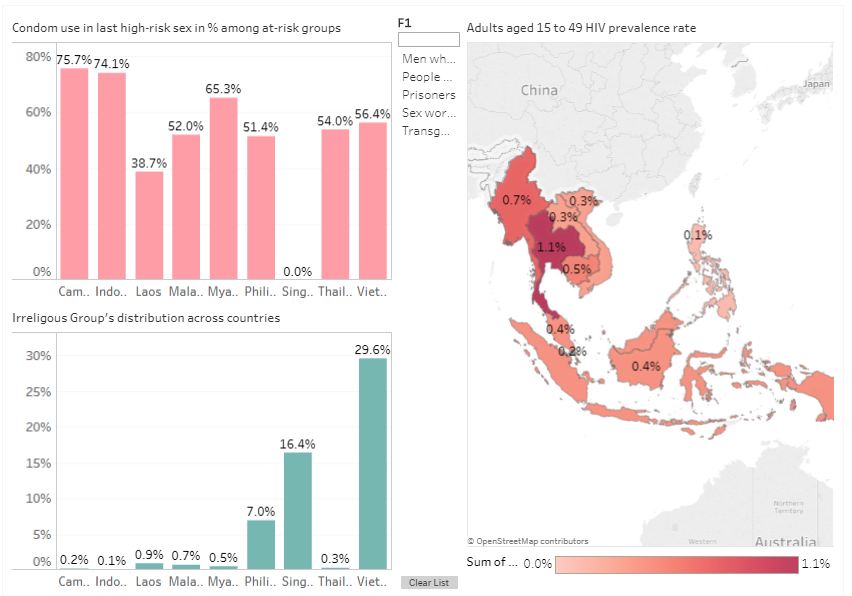 Condom use in last high-risk sex in % among at-risk groups
80%
60%
40%
20%
0%
75.7%
74.1%
38.7%
52.0%
65.3%
51.4%
0.0%
54.0%
56.4%
Cam..
Indo..
Laos
Mala..
Mya..
Phili..
Sing..
Thail..
Viet..
Irreligous Group's distribution across countries
30%
25%
20%
15%
10%
5%
0%
0.2%
0.1%
0.9%
0.7%
0.5%
7.0%
16.4%
0.3%
29.6%
Cam..
Indo..
Laos
Mala..
Mya..
Phili..
Sing..
Thail..
Viet..
F1
Men wh...
People ...
Prisoners
Sex wor...
Transg...
Clear List
Adults aged 15 to 49 HIV prevalence rate
China
Japan
0.7%
0.3%
0.3%
1.1%
0.5%
0.1%
0.4%
0.2%
0.4%
Northern
Territory
Western
Australia
© OpenStreetMap contributors
Sum of ... 0.0% 1.1%